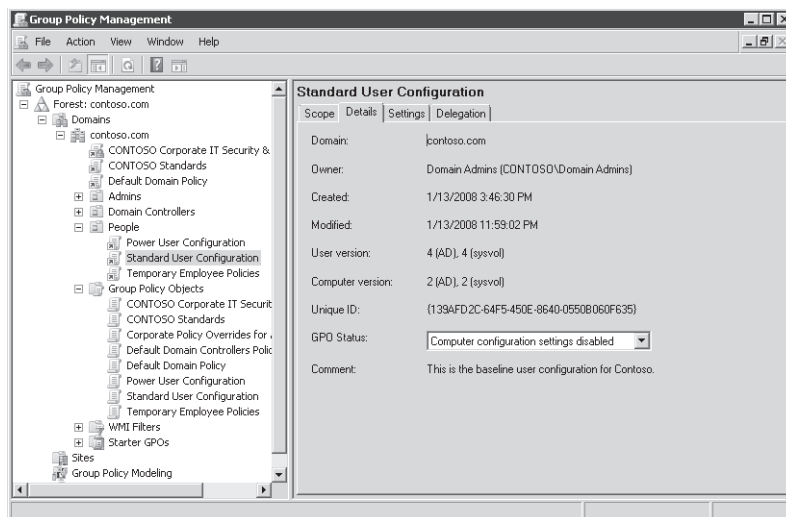 Group Policy Management
File Action View Window Help
Group Policy Management
Forest: contoso.com
Domains
contoso.com
CONTOSO Corporate IT Security &
CONTOSO Standards
Default Domain Policy
Admins
Domain Controllers
People
Power User Configuration
Standard User Configuration
Temporary Employee Policies
Group Policy Objects
CONTOSO Corporate IT Securit
CONTOSO Standards
Corporate Policy Overrides for
Default Domain Controllers Polic
Default Domain Policy
Power User Configuration
Standard User Configuration
Temporary Employee Policies
WMI Filters
Starter GPOs
Sites
Group Policy Modeling
Standard User Configuration
Scope Details Settings Delegation
Domain: contoso.com
Owner: Domain Admins (CONTOSO\Domain Admins)
Created: 1/13/2008 3:46:30 PM
Modified: 1/13/2008 11:59:02 PM
User version: 4 (AD), 4 (sysvol)
Computer version: 2 (AD), 2 (sysvol)
Unique ID: {139AFD2C-64F5-450E-8640-0550B060F635}
GPO Status: Computer configuration settings disabled
Comment: This is the baseline user configuration for Contoso.